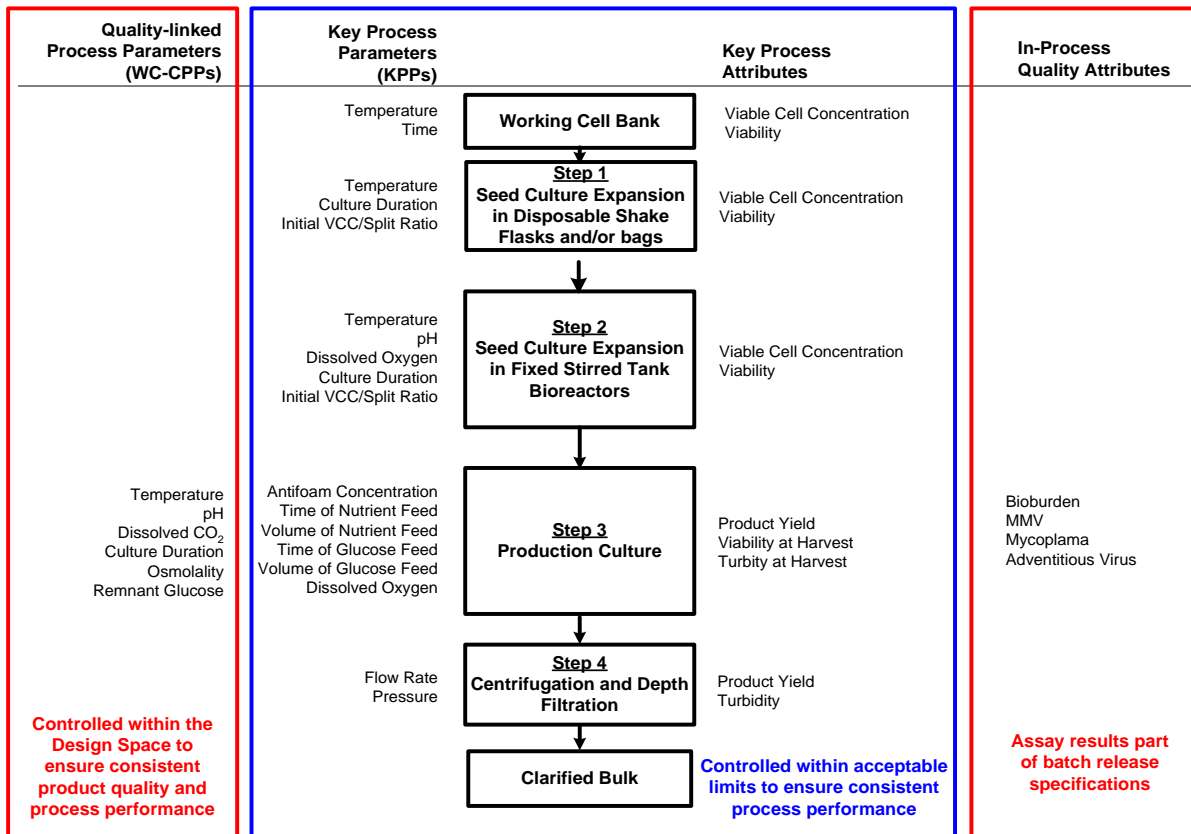 Quality-linked
Process Parameters
(WC-CPPs)
Key Process
Parameters
(KPPs)
Key Process
Attributes
In-Process
Quality Attributes
Temperature
Time
Working Cell Bank
Viable Cell Concentration
Viability
Temperature
Culture Duration
Initial VCC/Split Ratio
Step 1
Seed Culture Expansion
in Disposable Shake
Flasks and/or bags
Viable Cell Concentration
Viability
Temperature
pH
Dissolved Oxygen
Culture Duration
Initial VCC/Split Ratio
Step 2
Seed Culture Expansion
in Fixed Stirred Tank
Bioreactors
Viable Cell Concentration
Viability
Temperature
pH
Dissolved CO₂
Culture Duration
Osmolality
Remnant Glucose
Antifoam Concentration
Time of Nutrient Feed
Volume of Nutrient Feed
Time of Glucose Feed
Volume of Glucose Feed
Dissolved Oxygen
Step 3
Production Culture
Product Yield
Viability at Harvest
Turbity at Harvest
Bioburden
MMV
Mycoplama
Adventitious Virus
Flow Rate
Pressure
Step 4
Centrifugation and Depth
Filtration
Product Yield
Turbidity
Controlled within the
Design Space to
ensure consistent
product quality and
process performance
Clarified Bulk
Controlled within acceptable
limits to ensure consistent
process performance
Assay results part
of batch release
specifications